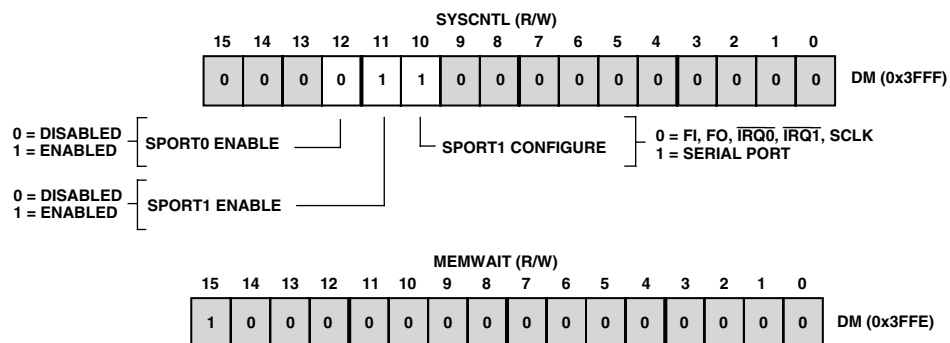 SYSCNTL (R/W)
15 14 13 12 11 10 9 8 7 6 5 4 3 2 1 0
0 0 0 0 1 1 0 0 0 0 0 0 0 0 0 0 DM (0x3FFF)
0 = DISABLED
1 = ENABLED
SPORT0 ENABLE
SPORT1 CONFIGURE
0 = FI, FO, I̅R̅Q̅0̅, I̅R̅Q̅1̅, SCLK
1 = SERIAL PORT
0 = DISABLED
1 = ENABLED
SPORT1 ENABLE
MEMWAIT (R/W)
15 14 13 12 11 10 9 8 7 6 5 4 3 2 1 0
1 0 0 0 0 0 0 0 0 0 0 0 0 0 0 0 DM (0x3FFE)